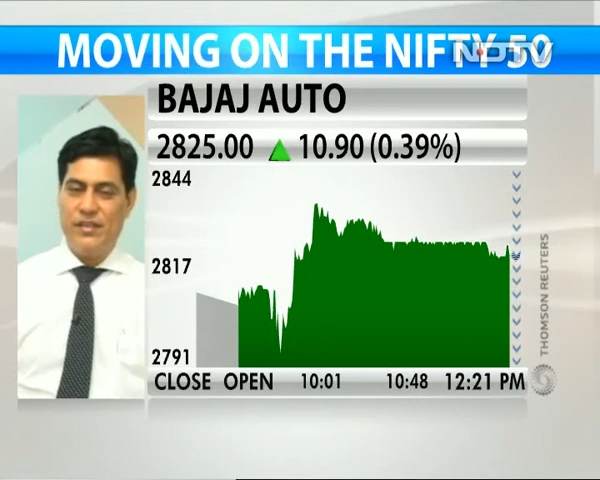 MOVING ON THE NIFTY 50
NDTV
BAJAJ AUTO
2825.00 ▲ 10.90 (0.39%)
2844
2817
2791
CLOSE OPEN 10:01 10:48 12:21 PM
THOMSON REUTERS